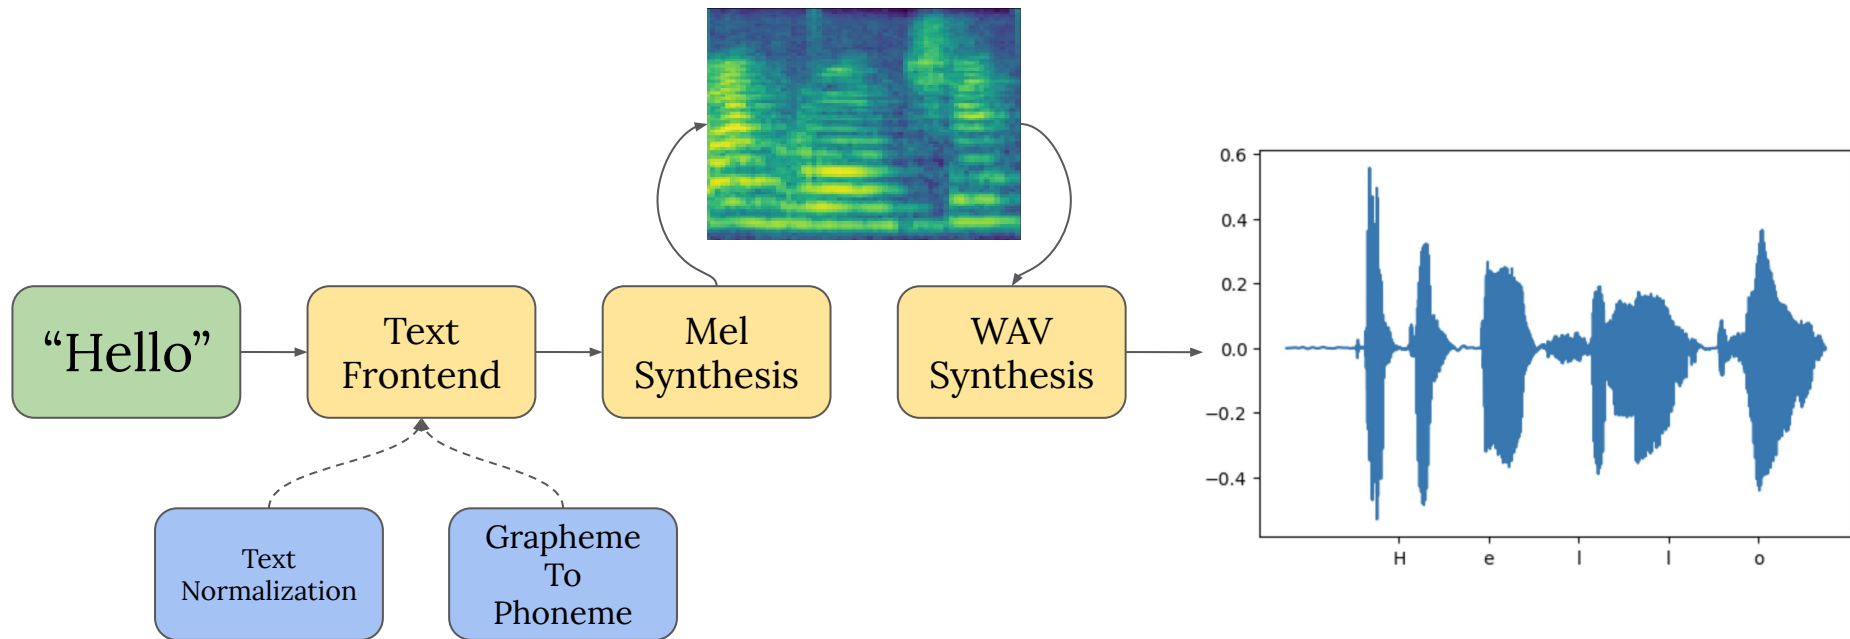 “Hello”
Text
Frontend
Mel
Synthesis
WAV
Synthesis
Text
Normalization
Grapheme
To
Phoneme
0.6
0.4
0.2
0.0
−0.2
−0.4
H e l l o